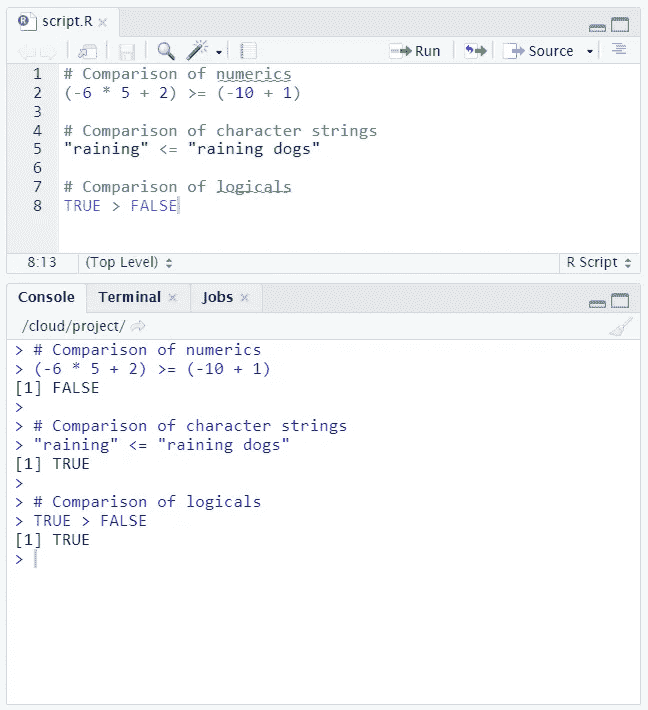 script.R
Run Source
1 # Comparison of numerics
2 (-6 * 5 + 2) >= (-10 + 1)
3
4 # Comparison of character strings
5 "raining" <= "raining dogs"
6
7 # Comparison of logicals
8 TRUE > FALSE
8:13 (Top Level) R Script
Console Terminal Jobs
/cloud/project/
> # Comparison of numerics
> (-6 * 5 + 2) >= (-10 + 1)
[1] FALSE
>
> # Comparison of character strings
> "raining" <= "raining dogs"
[1] TRUE
>
> # Comparison of logicals
> TRUE > FALSE
[1] TRUE
>